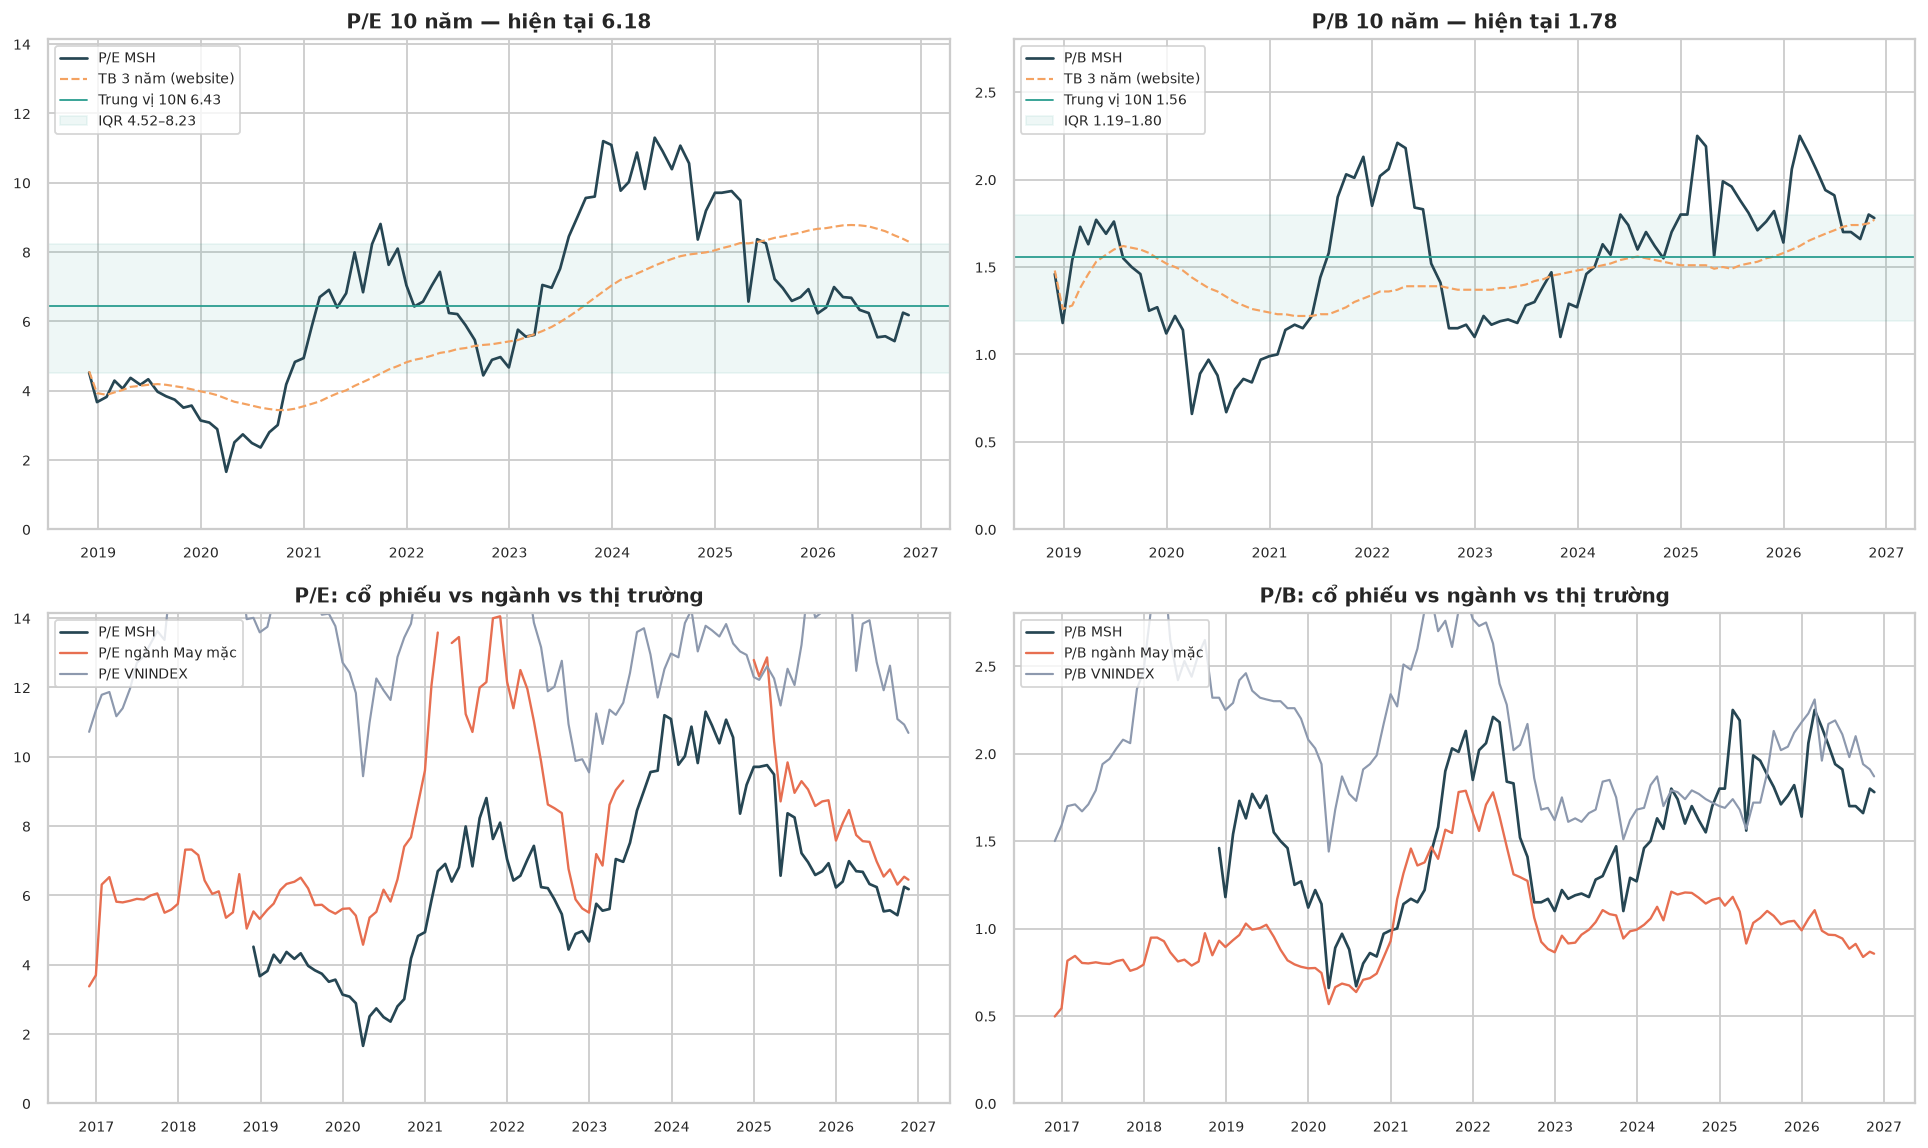 P/E 10 năm — hiện tại 6.18
14
12
10
8
6
4
2
0
P/E MSH
TB 3 năm (website)
Trung vị 10N 6.43
IQR 4.52–8.23
2019 2020 2021 2022 2023 2024 2025 2026 2027
P/B 10 năm — hiện tại 1.78
2.5
2.0
1.5
1.0
0.5
0.0
P/B MSH
TB 3 năm (website)
Trung vị 10N 1.56
IQR 1.19–1.80
2019 2020 2021 2022 2023 2024 2025 2026 2027
P/E: cổ phiếu vs ngành vs thị trường
14
12
10
8
6
4
2
0
P/E MSH
P/E ngành May mặc
P/E VNINDEX
2017 2018 2019 2020 2021 2022 2023 2024 2025 2026 2027
P/B: cổ phiếu vs ngành vs thị trường
2.5
2.0
1.5
1.0
0.5
0.0
P/B MSH
P/B ngành May mặc
P/B VNINDEX
2017 2018 2019 2020 2021 2022 2023 2024 2025 2026 2027